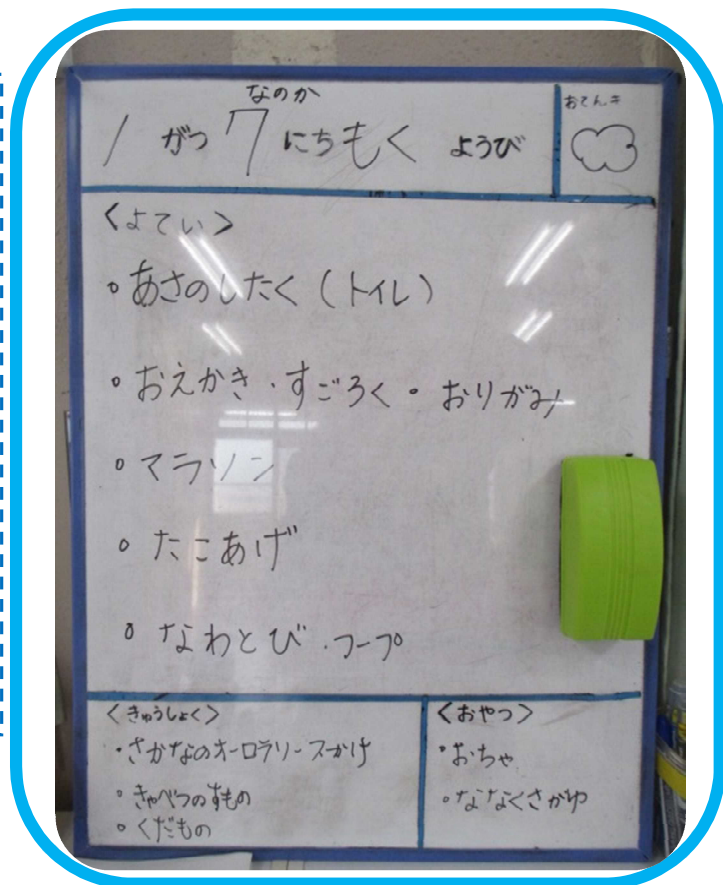 なのか
1 がつ 7 にち もく ようび
おてんき
<よてい>
。あさのしたく (トイレ)
。おえかき・すごろく。おりがみ
。マラソン
。たこあげ
。なわとび・フープ
<きゅうしょく>
・さかなのオーロラソースかけ
。きゃべつのすもの
。くだもの
<おやつ>
・おちゃ
。ななくさがゆ